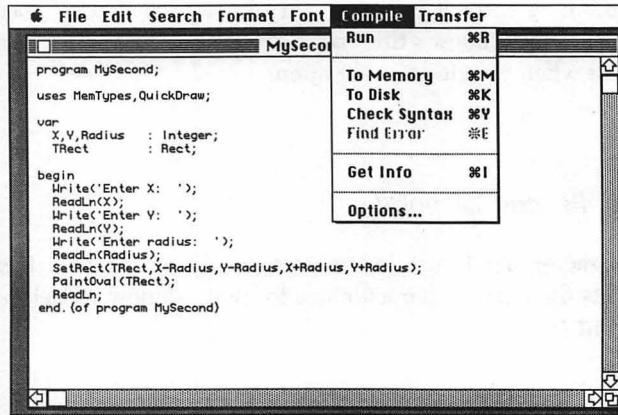 File Edit Search Format Font Compile Transfer
MySecon
Run ⌘R
To Memory ⌘M
To Disk ⌘K
Check Syntax ⌘Y
Find Error ⌘E
Get Info ⌘I
Options...
program MySecond;
uses MemTypes,QuickDraw;
var
X,Y,Radius : Integer;
TRect : Rect;
begin
Write('Enter X: ');
ReadLn(X);
Write('Enter Y: ');
ReadLn(Y);
Write('Enter radius: ');
ReadLn(Radius);
SetRect(TRect,X-Radius,Y-Radius,X+Radius,Y+Radius);
PaintOval(TRect);
ReadLn;
end.{of program MySecond}